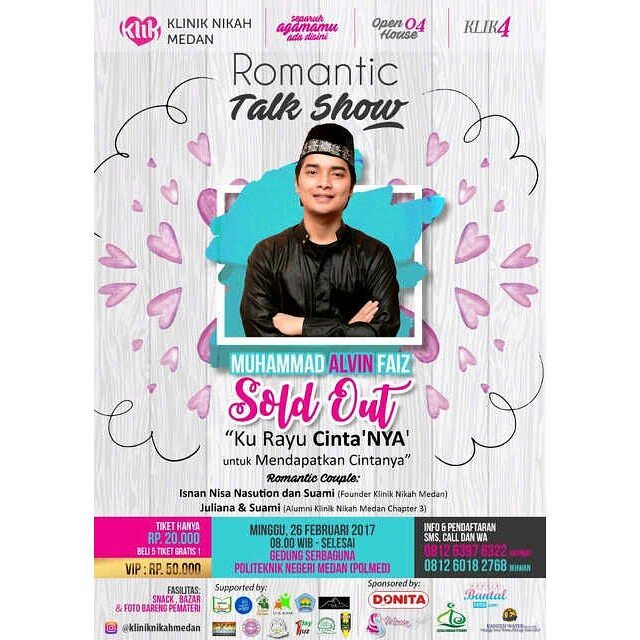 KLiK
KLINIK NIKAH
MEDAN
separuh
agamamu
ada disini
Open 04
House
KLIK4
Romantic
Talk Show
MUHAMMAD ALVIN FAIZ
Sold Out
"Ku Rayu Cinta'NYA'
untuk Mendapatkan Cintanya"
Romantic Couple:
Isnan Nisa Nasution dan Suami (Founder Klinik Nikah Medan)
Juliana & Suami (Alumni Klinik Nikah Medan Chapter 3)
TIKET HANYA
RP. 20.000
BELI 5 TIKET GRATIS 1
VIP : RP. 50.000
MINGGU, 26 FEBRUARI 2017
08.00 WIB - SELESAI
GEDUNG SERBAGUNA
POLITEKNIK NEGERI MEDAN (POLMED)
INFO & PENDAFTARAN
SMS, CALL DAN WA
0812 6397 6322
0812 6018 2768
FASILITAS:
SNACK , BAZAR
& FOTO BARENG PEMATERI
@kliniknikahmedan
Supported by:
Sponsored by:
DONITA
Bantal